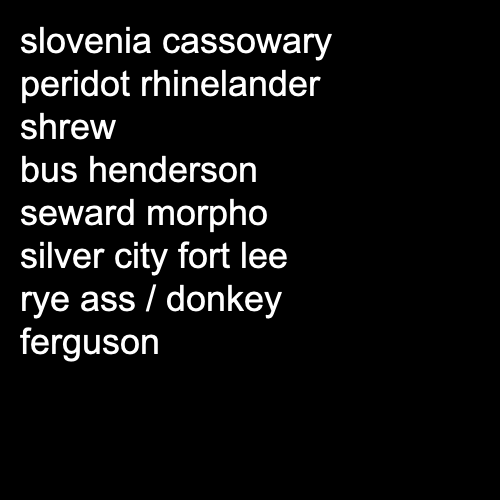 slovenia cassowary
peridot rhinelander
shrew
bus henderson
seward morpho
silver city fort lee
rye ass / donkey
ferguson